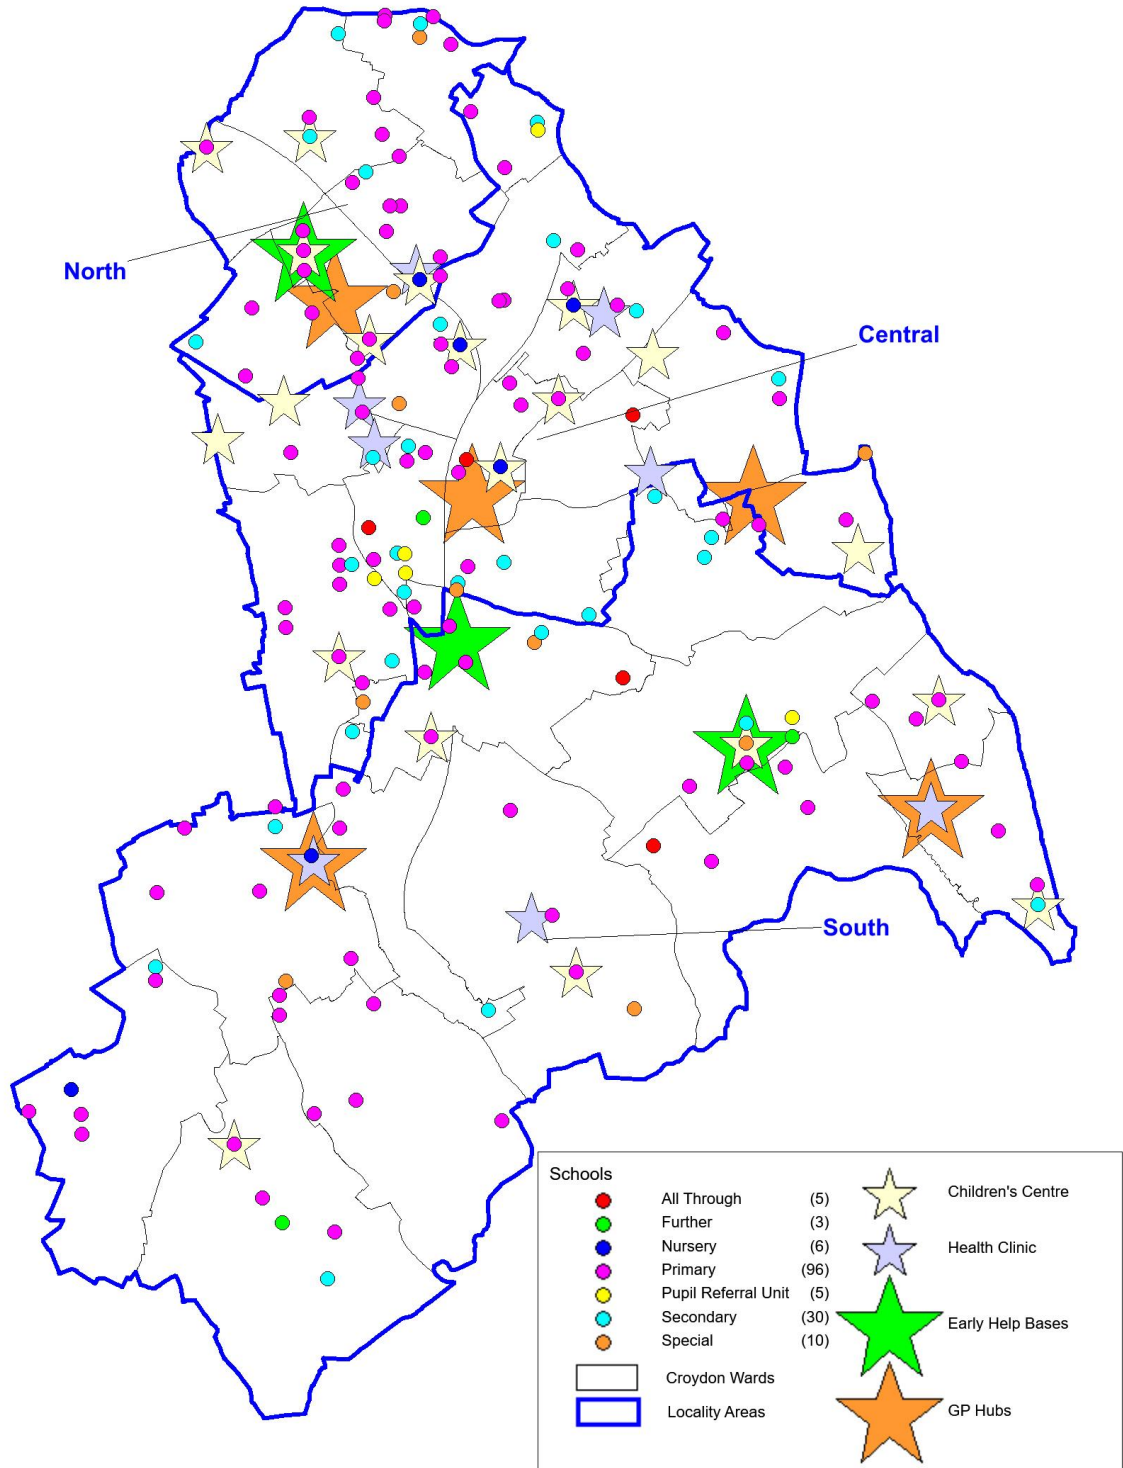 North
Central
South
Schools
All Through (5)
Further (3)
Nursery (6)
Primary (96)
Pupil Referral Unit (5)
Secondary (30)
Special (10)
Croydon Wards
Locality Areas
Children's Centre
Health Clinic
Early Help Bases
GP Hubs